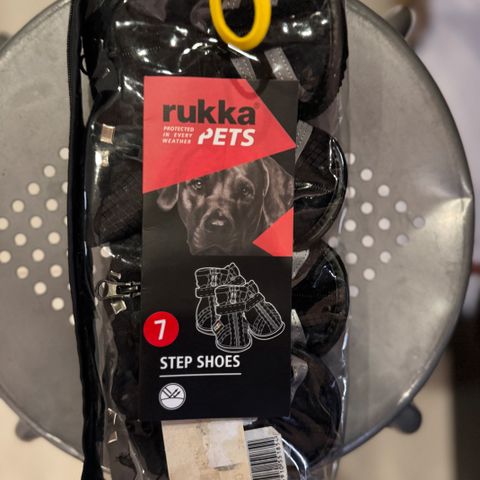 rukka®
PROTECTED
IN EVERY
WEATHER
PETS
7
STEP SHOES